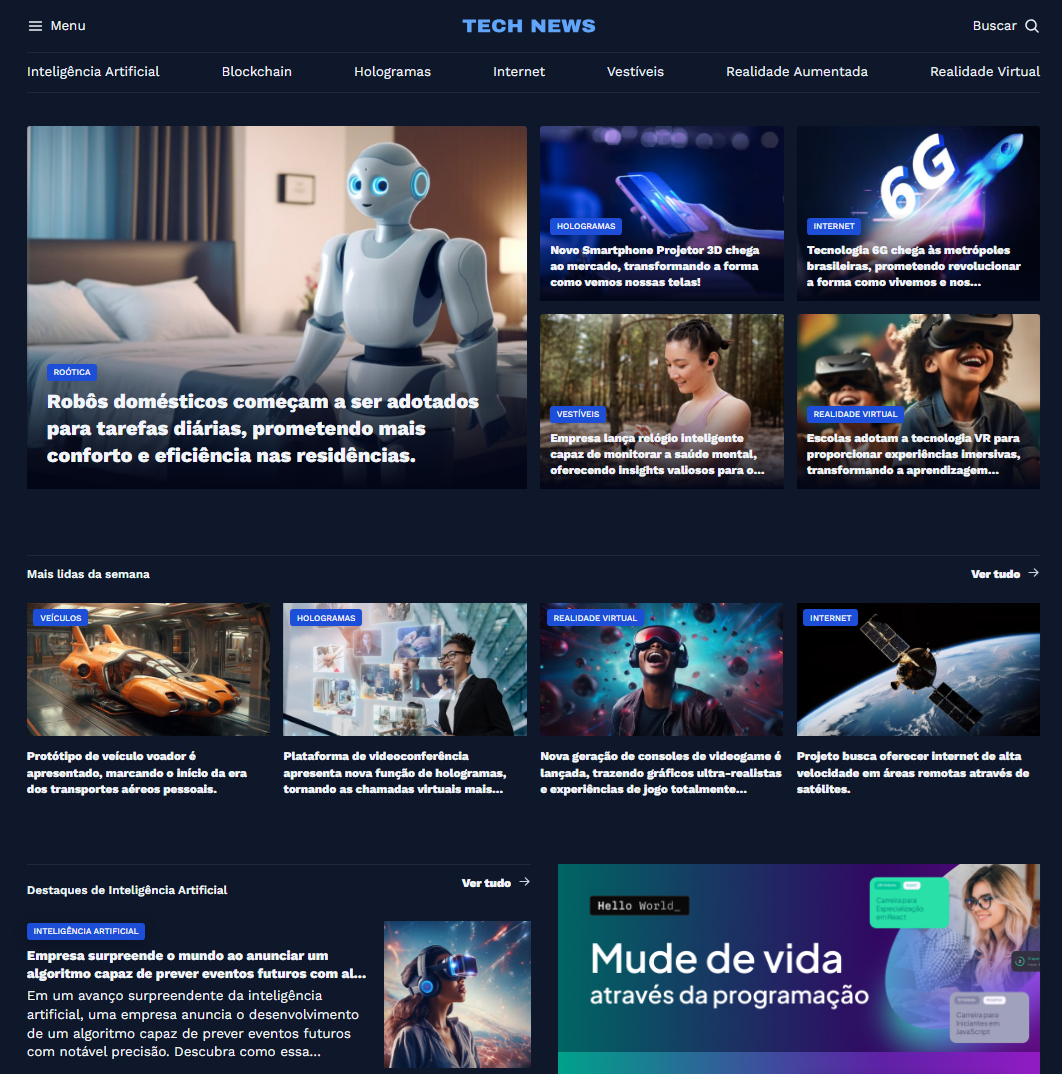 Menu
TECH NEWS
Buscar
Inteligência Artificial
Blockchain
Hologramas
Internet
Vestíveis
Realidade Aumentada
Realidade Virtual
ROÓTICA
Robôs domésticos começam a ser adotados
para tarefas diárias, prometendo mais
conforto e eficiência nas residências.
HOLOGRAMAS
Novo Smartphone Projetor 3D chega
ao mercado, transformando a forma
como vemos nossas telas!
6G
INTERNET
Tecnologia 6G chega às metrópoles
brasileiras, prometendo revolucionar
a forma como vivemos e nos...
VESTÍVEIS
Empresa lança relógio inteligente
capaz de monitorar a saúde mental,
oferecendo insights valiosos para o...
REALIDADE VIRTUAL
Escolas adotam a tecnologia VR para
proporcionar experiências imersivas,
transformando a aprendizagem...
Mais lidas da semana
Ver tudo
VEÍCULOS
Protótipo de veículo voador é
apresentado, marcando o início da era
dos transportes aéreos pessoais.
HOLOGRAMAS
Plataforma de videoconferência
apresenta nova função de hologramas,
tornando as chamadas virtuais mais...
REALIDADE VIRTUAL
Nova geração de consoles de videogame é
lançada, trazendo gráficos ultra-realistas
e experiências de jogo totalmente...
INTERNET
Projeto busca oferecer internet de alta
velocidade em áreas remotas através de
satélites.
Destaques de Inteligência Artificial
Ver tudo
INTELIGÊNCIA ARTIFICIAL
Empresa surpreende o mundo ao anunciar um
algoritmo capaz de prever eventos futuros com al...
Em um avanço surpreendente da inteligência
artificial, uma empresa anuncia o desenvolvimento
de um algoritmo capaz de prever eventos futuros
com notável precisão. Descubra como essa...
Hello World_
Mude de vida
através da programação
Carreira para
Especialização
em React
Carreira para
Iniciantes em
JavaScript